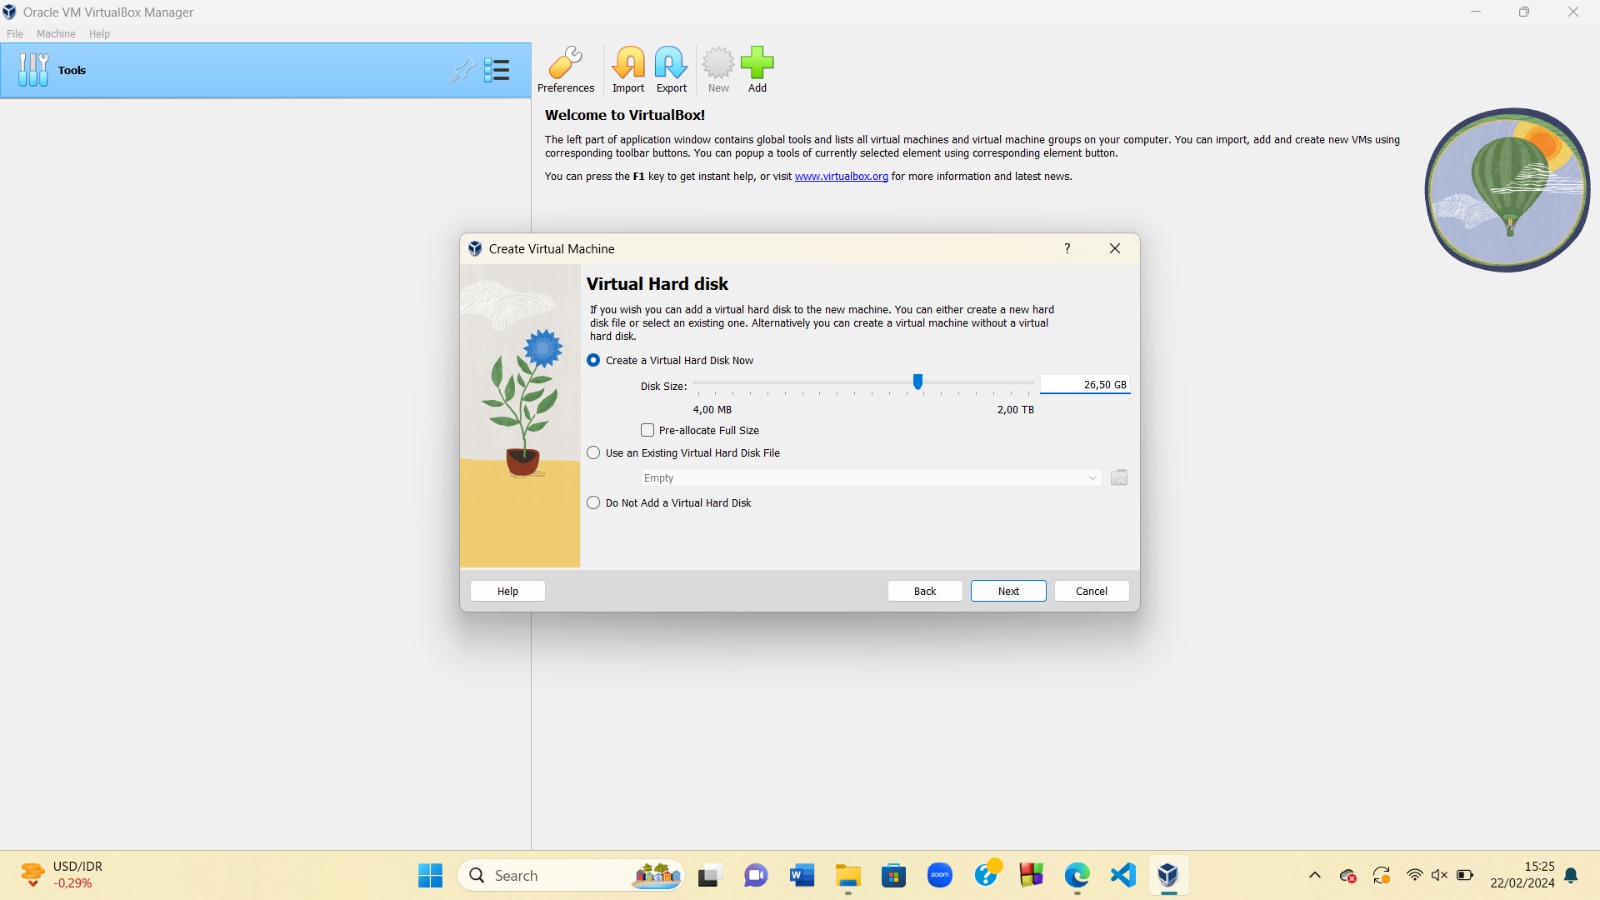 Oracle VM VirtualBox Manager
File Machine Help
Tools
Preferences Import Export New Add
Welcome to VirtualBox!
The left part of application window contains global tools and lists all virtual machines and virtual machine groups on your computer. You can import, add and create new VMs using
corresponding toolbar buttons. You can popup a tools of currently selected element using corresponding element button.
You can press the F1 key to get instant help, or visit www.virtualbox.org for more information and latest news.
Create Virtual Machine
?
Virtual Hard disk
If you wish you can add a virtual hard disk to the new machine. You can either create a new hard
disk file or select an existing one. Alternatively you can create a virtual machine without a virtual
hard disk.
Create a Virtual Hard Disk Now
Disk Size: 26,50 GB
4,00 MB 2,00 TB
Pre-allocate Full Size
Use an Existing Virtual Hard Disk File
Empty
Do Not Add a Virtual Hard Disk
Help Back Next Cancel
USD/IDR
-0,29%
Search
zoom
15:25
22/02/2024